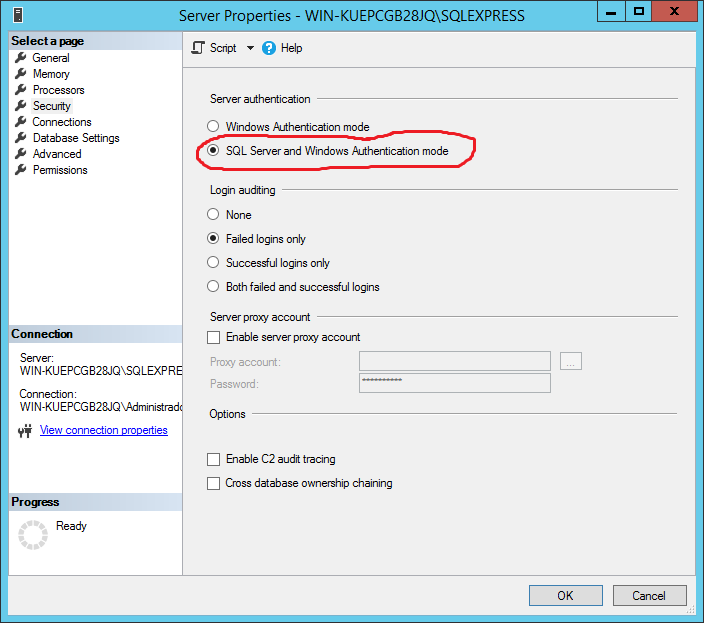 Server Properties - WIN-KUEPCGB28JQ\SQLEXPRESS
Select a page
General
Memory
Processors
Security
Connections
Database Settings
Advanced
Permissions
Script
Help
Server authentication
Windows Authentication mode
SQL Server and Windows Authentication mode
Login auditing
None
Failed logins only
Successful logins only
Both failed and successful logins
Server proxy account
Enable server proxy account
Proxy account:
...
Password:
**********
Options
Enable C2 audit tracing
Cross database ownership chaining
Connection
Server:
WIN-KUEPCGB28JQ\SQLEXPRE
Connection:
WIN-KUEPCGB28JQ\Administrado
View connection properties
Progress
Ready
OK
Cancel